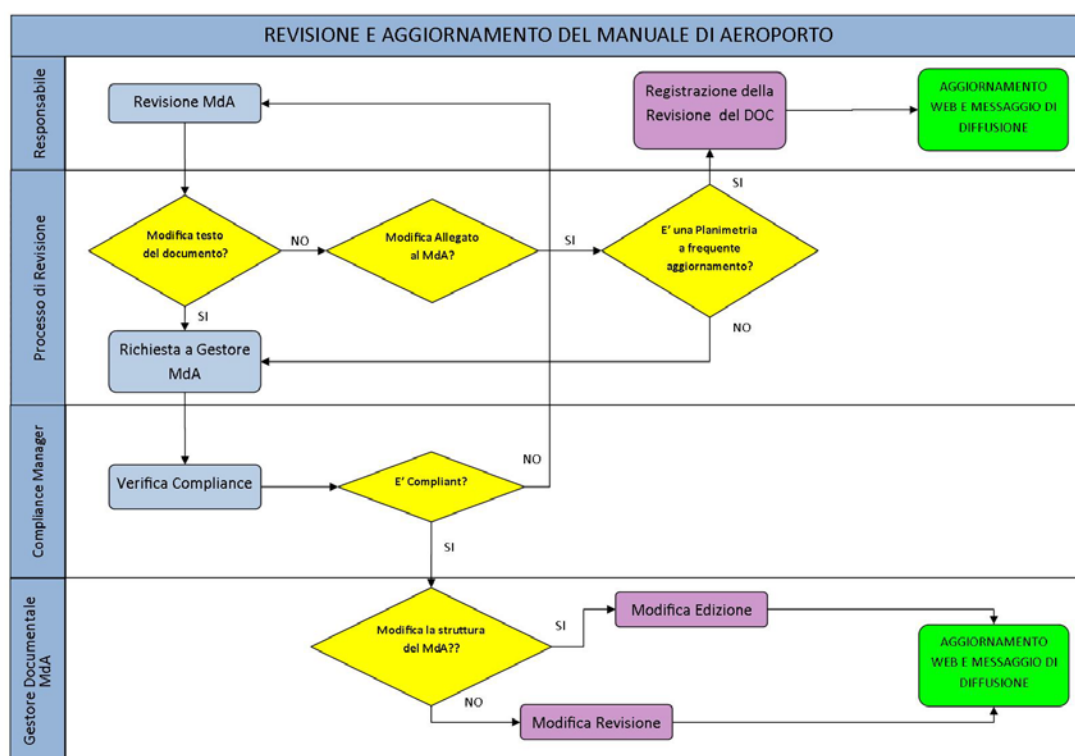 REVISIONE E AGGIORNAMENTO DEL MANUALE DI AEROPORTO
Responsabile
Revisione MdA
Registrazione della
Revisione del DOC
AGGIORNAMENTO
WEB E MESSAGGIO DI
DIFFUSIONE
Processo di Revisione
SI
Modifica testo
del documento?
NO
Modifica Allegato
al MdA?
SI
E' una Planimetria
a frequente
aggiornamento?
SI
NO
Richiesta a Gestore
MdA
Compliance Manager
Verifica Compliance
E' Compliant?
NO
SI
Gestore Documentale
MdA
Modifica la struttura
del MdA??
SI
Modifica Edizione
AGGIORNAMENTO
WEB E MESSAGGIO DI
DIFFUSIONE
NO
Modifica Revisione